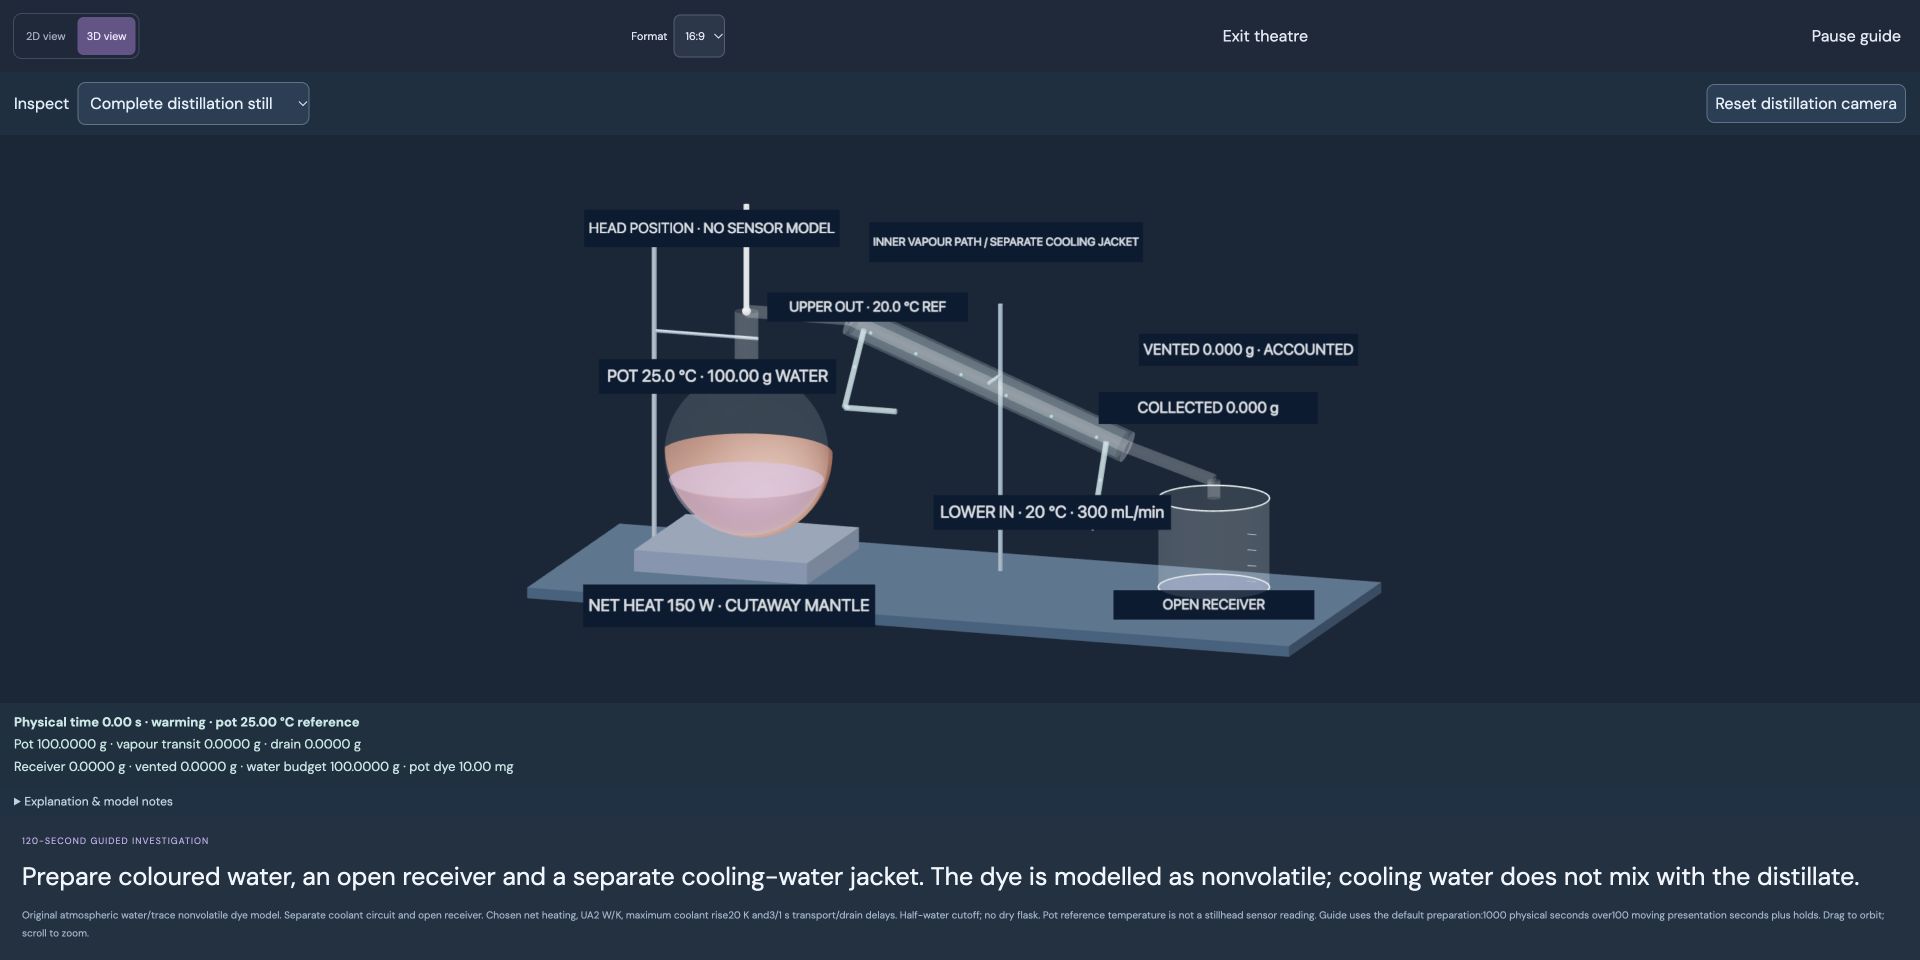 2D view
3D view
Format
16:9
Exit theatre
Pause guide
Inspect
Complete distillation still
Reset distillation camera
HEAD POSITION · NO SENSOR MODEL
INNER VAPOUR PATH / SEPARATE COOLING JACKET
UPPER OUT · 20.0 °C REF
VENTED 0.000 g · ACCOUNTED
POT 25.0 °C · 100.00 g WATER
COLLECTED 0.000 g
LOWER IN · 20 °C · 300 mL/min
NET HEAT 150 W · CUTAWAY MANTLE
OPEN RECEIVER
Physical time 0.00 s · warming · pot 25.00 °C reference
Pot 100.0000 g · vapour transit 0.0000 g · drain 0.0000 g
Receiver 0.0000 g · vented 0.0000 g · water budget 100.0000 g · pot dye 10.00 mg
Explanation & model notes
120-SECOND GUIDED INVESTIGATION
Prepare coloured water, an open receiver and a separate cooling-water jacket. The dye is modelled as nonvolatile; cooling water does not mix with the distillate.
Original atmospheric water/trace nonvolatile dye model. Separate coolant circuit and open receiver. Chosen net heating, UA2 W/K, maximum coolant rise20 K and3/1 s transport/drain delays. Half-water cutoff; no dry flask. Pot reference temperature is not a stillhead sensor reading. Guide uses the default preparation:1000 physical seconds over100 moving presentation seconds plus holds. Drag to orbit;
scroll to zoom.